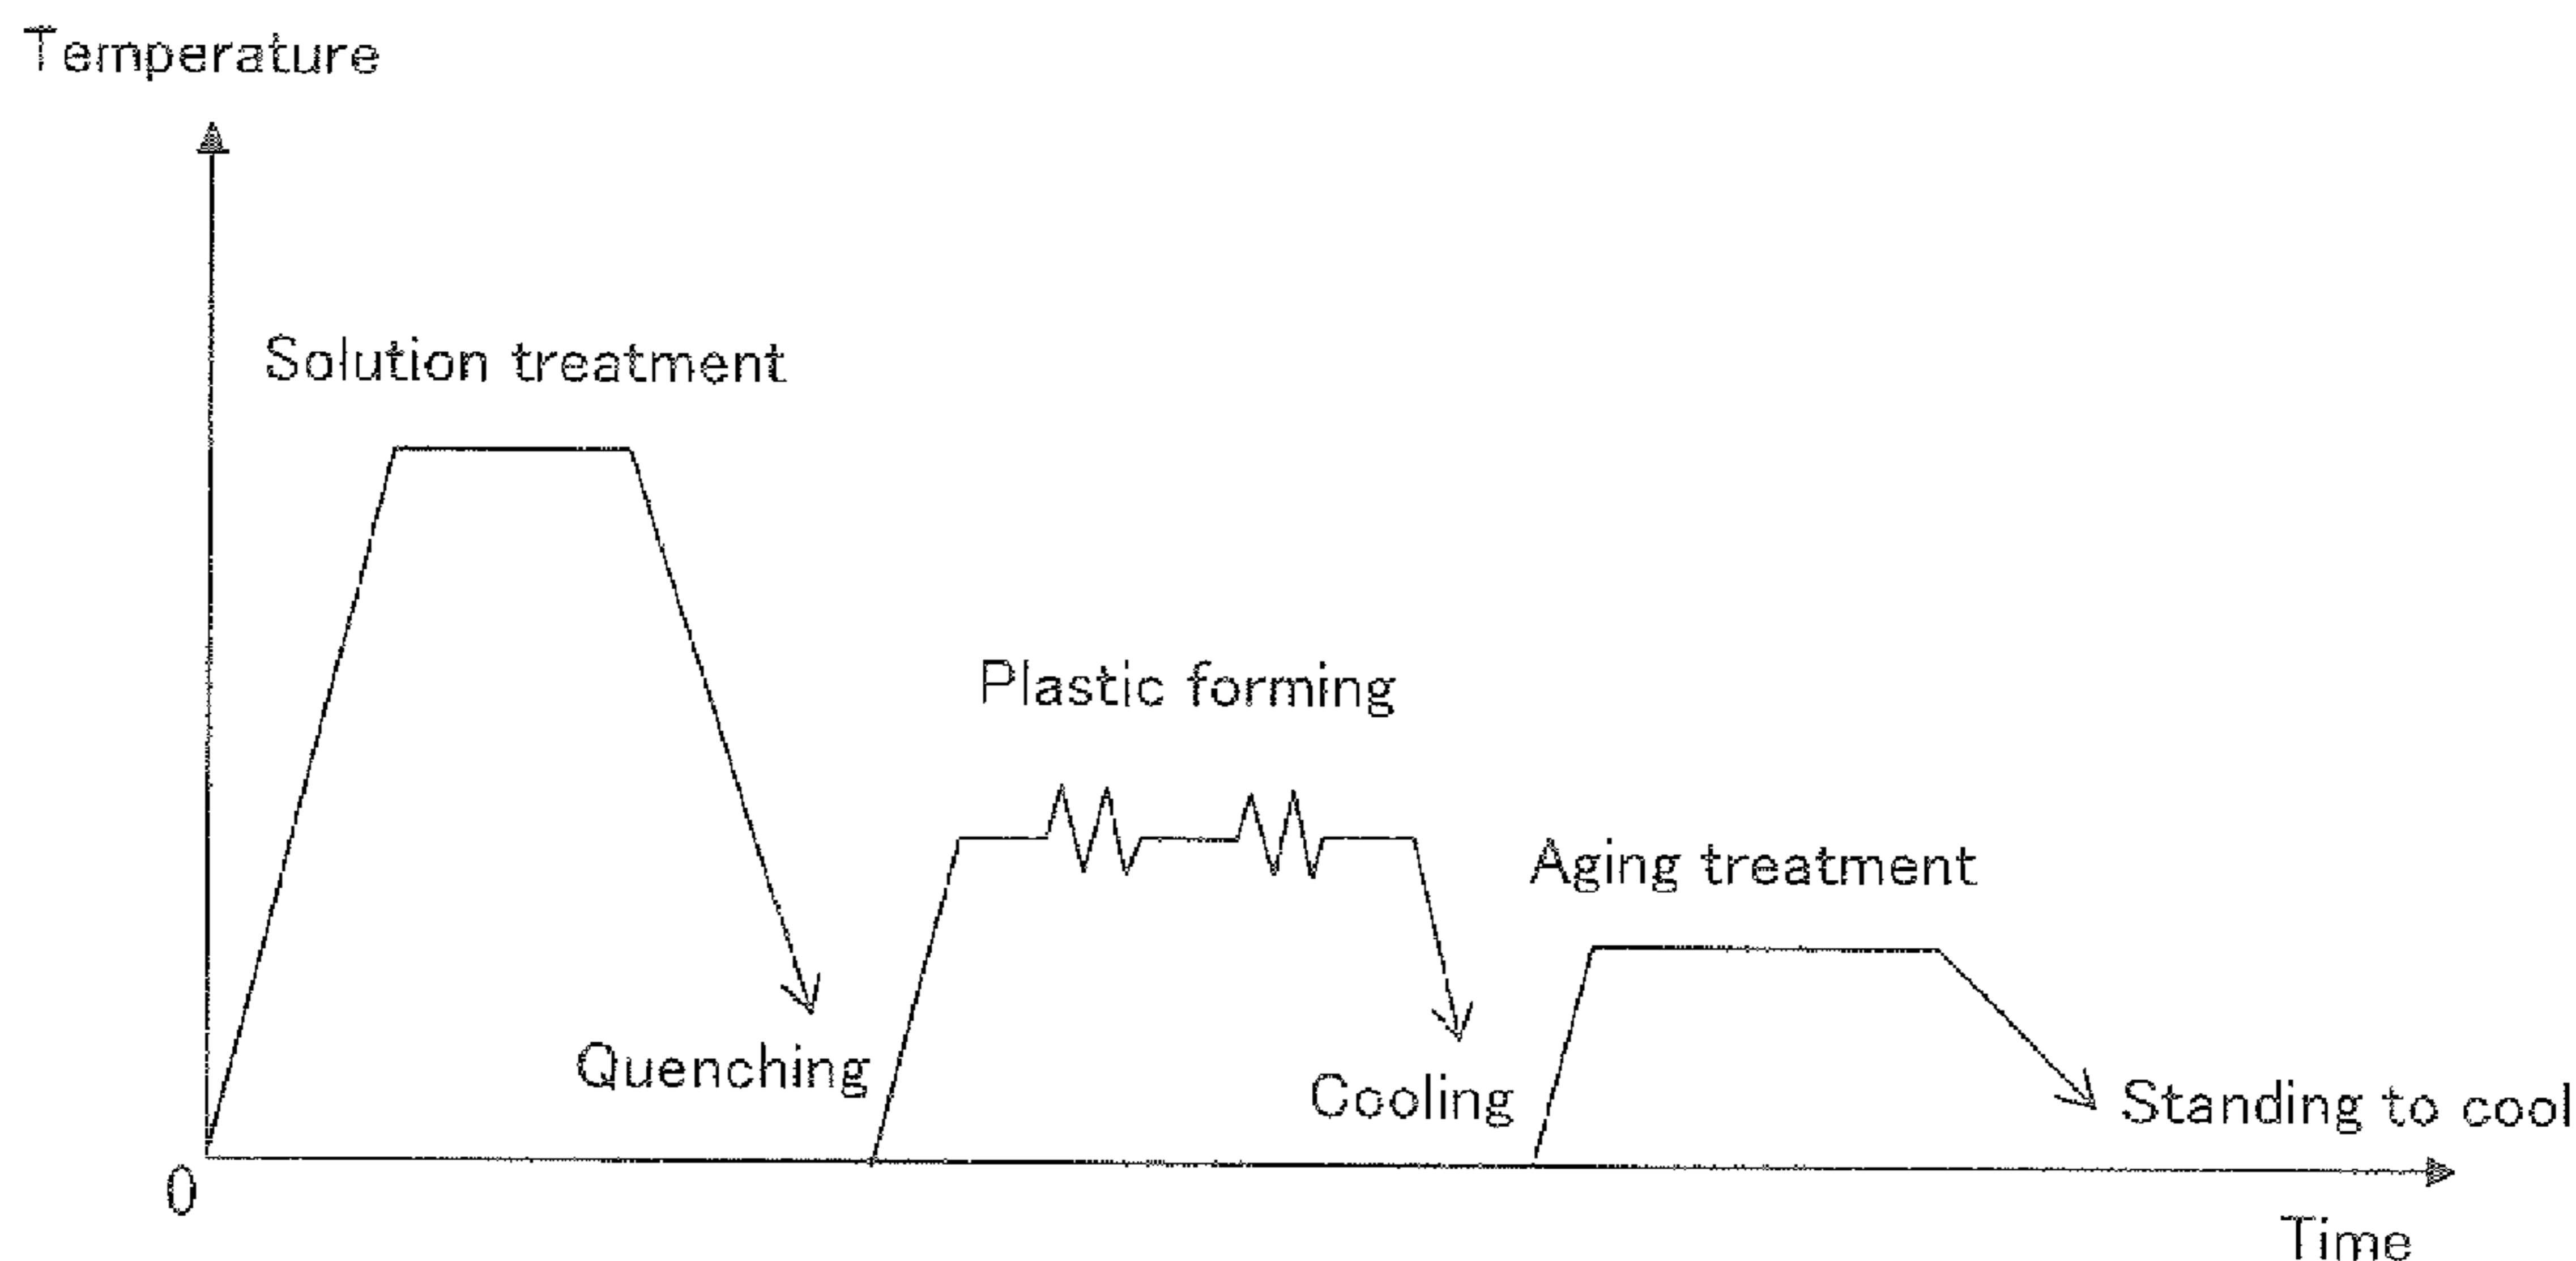 Temperature
Solution treatment
Plastic forming
Aging treatment
Quenching
Cooling
Standing to cool
0
Time